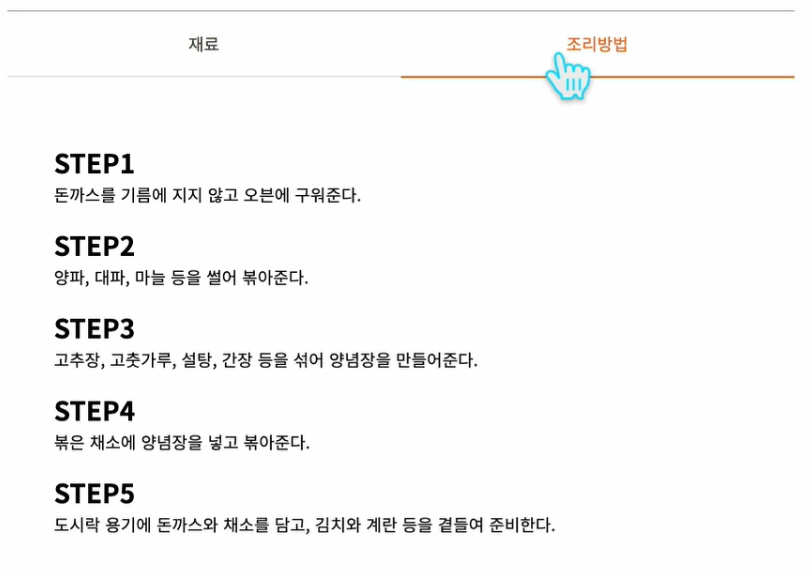 재료
조리방법
STEP1
돈까스를 기름에 지지 않고 오븐에 구워준다.
STEP2
양파, 대파, 마늘 등을 썰어 볶아준다.
STEP3
고추장, 고춧가루, 설탕, 간장 등을 섞어 양념장을 만들어준다.
STEP4
볶은 채소에 양념장을 넣고 볶아준다.
STEP5
도시락 용기에 돈까스와 채소를 담고, 김치와 계란 등을 곁들여 준비한다.